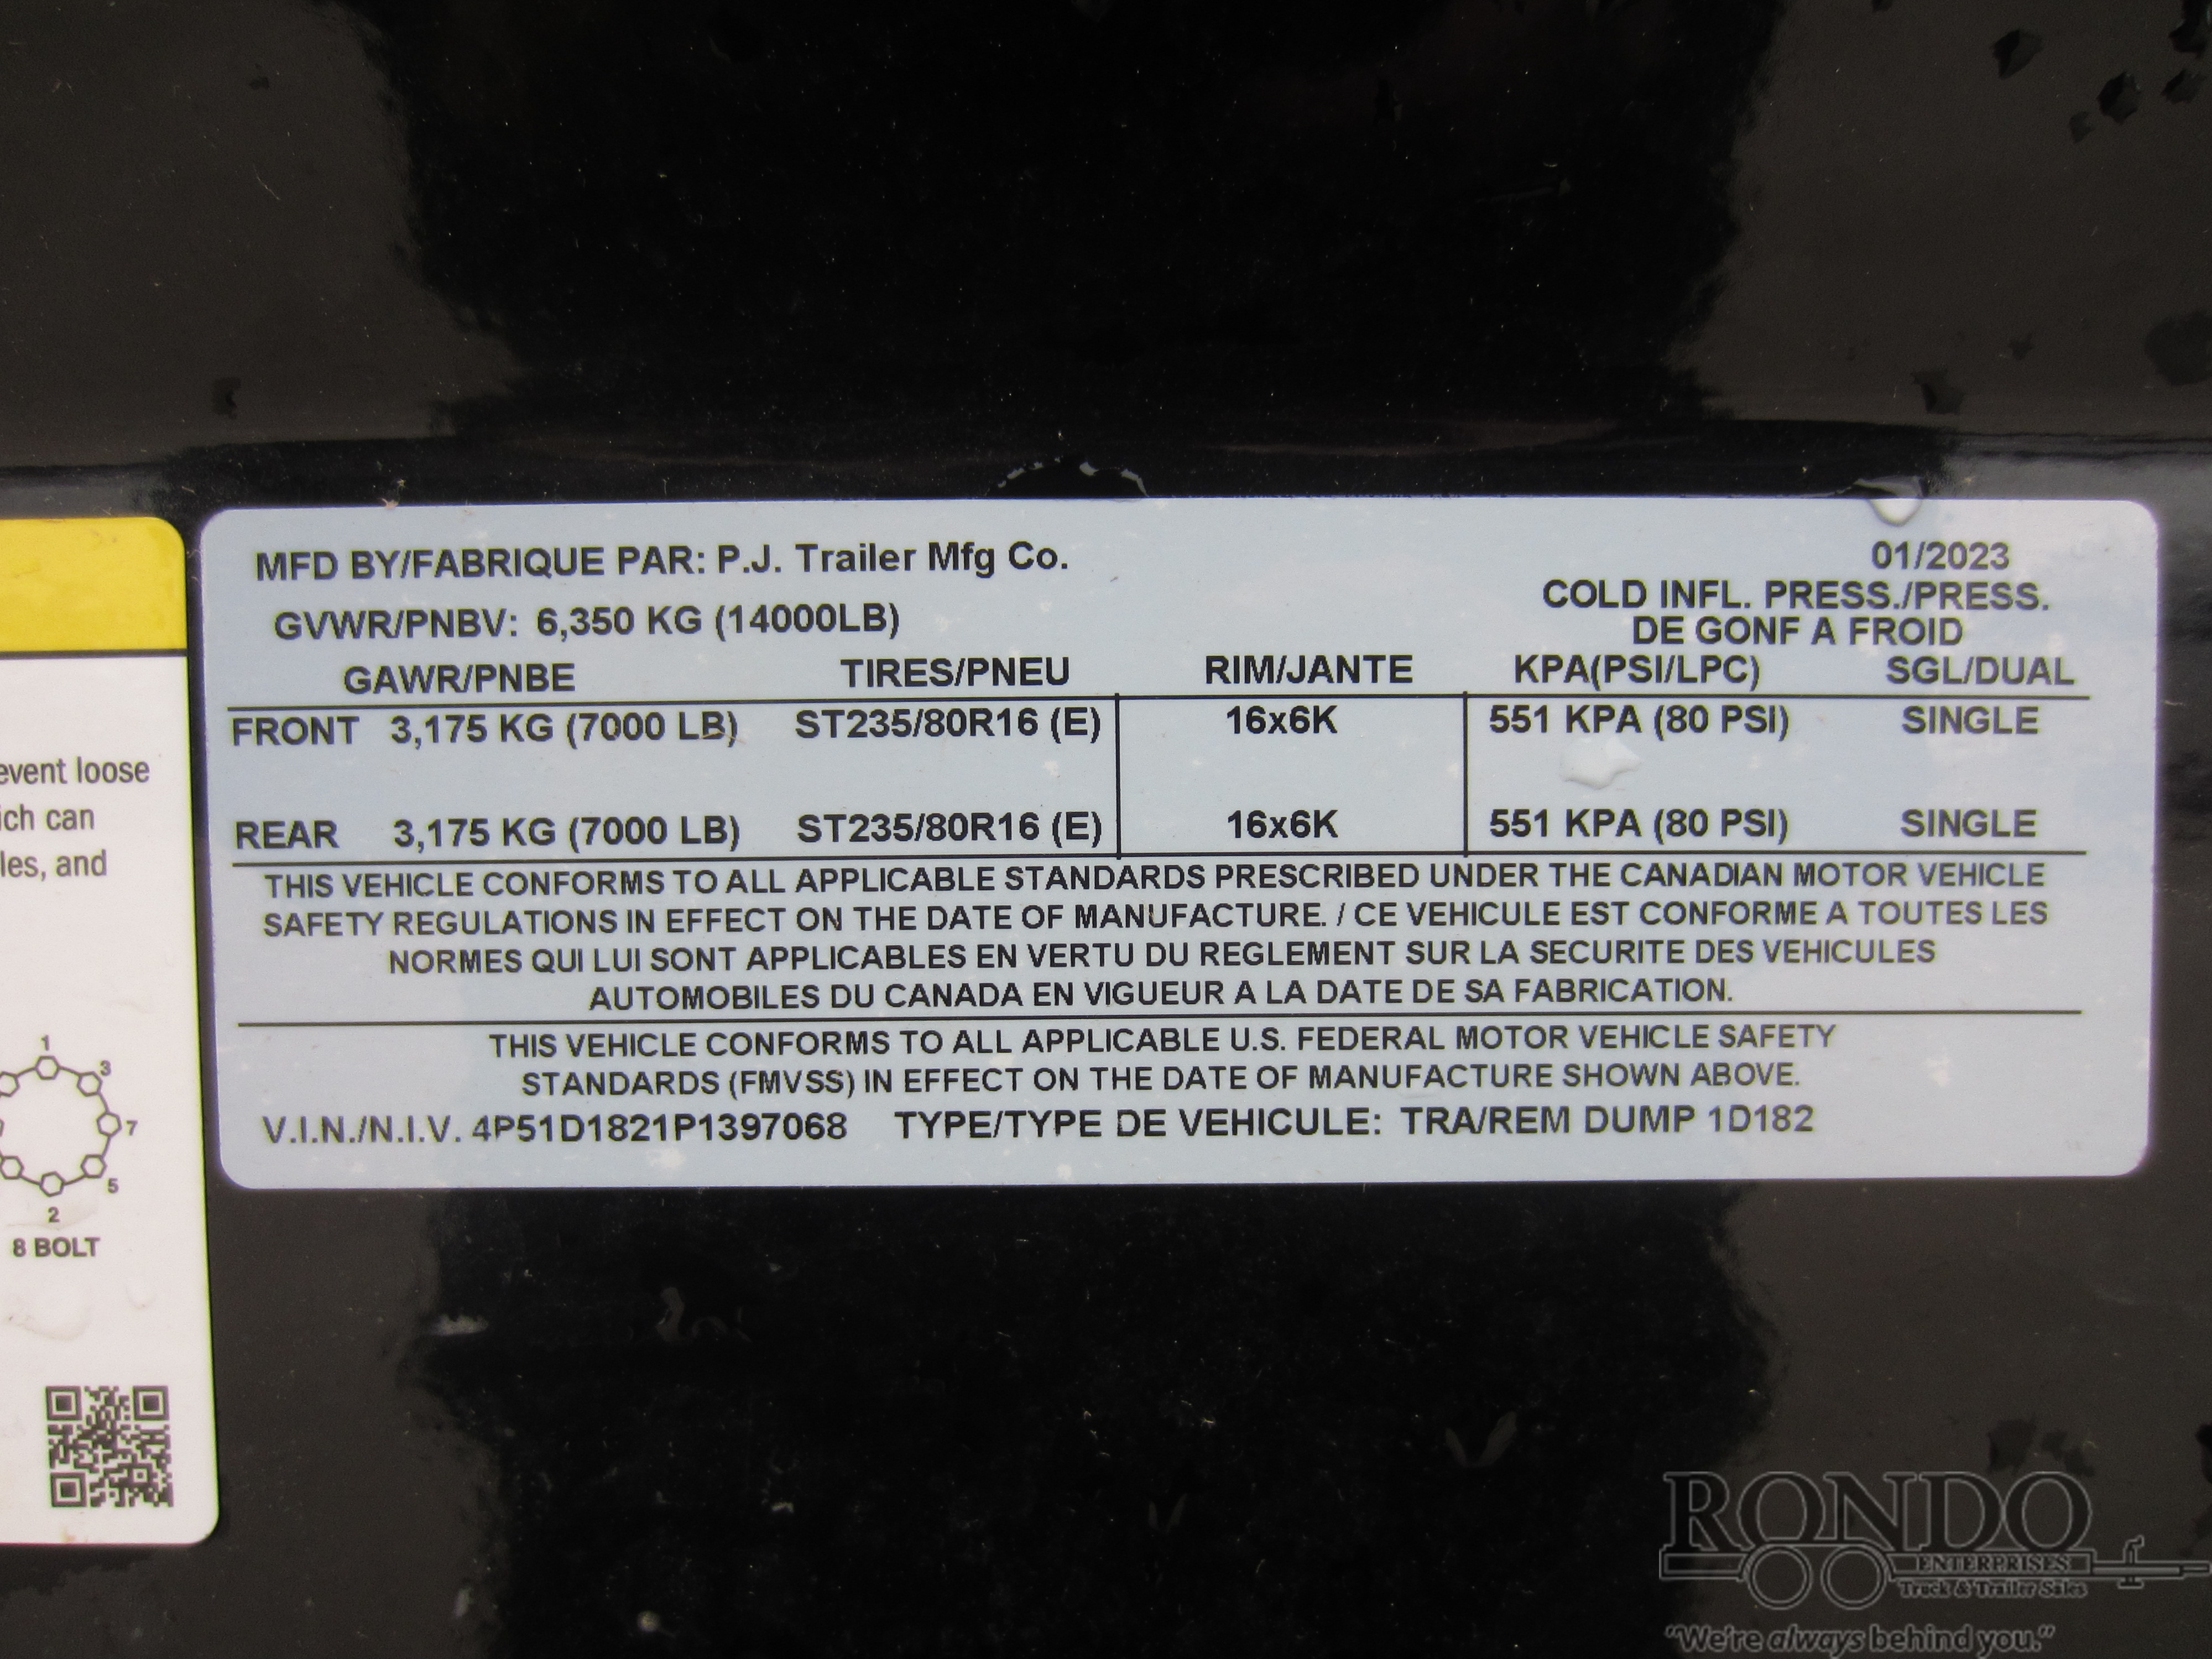 MFD BY/FABRIQUE PAR: P.J. Trailer Mfg Co. 01/2023
COLD INFL. PRESS./PRESS.
GVWR/PNBV: 6,350 KG (14000LB) DE GONF A FROID
GAWR/PNBE TIRES/PNEU RIM/JANTE KPA(PSI/LPC) SGL/DUAL
FRONT 3,175 KG (7000 LB) ST235/80R16 (E) 16x6K 551 KPA (80 PSI) SINGLE
REAR 3,175 KG (7000 LB) ST235/80R16 (E) 16x6K 551 KPA (80 PSI) SINGLE
THIS VEHICLE CONFORMS TO ALL APPLICABLE STANDARDS PRESCRIBED UNDER THE CANADIAN MOTOR VEHICLE
SAFETY REGULATIONS IN EFFECT ON THE DATE OF MANUFACTURE. / CE VEHICULE EST CONFORME A TOUTES LES
NORMES QUI LUI SONT APPLICABLES EN VERTU DU REGLEMENT SUR LA SECURITE DES VEHICULES
AUTOMOBILES DU CANADA EN VIGUEUR A LA DATE DE SA FABRICATION.
THIS VEHICLE CONFORMS TO ALL APPLICABLE U.S. FEDERAL MOTOR VEHICLE SAFETY
STANDARDS (FMVSS) IN EFFECT ON THE DATE OF MANUFACTURE SHOWN ABOVE.
V.I.N./N.I.V. 4P51D1821P1397068 TYPE/TYPE DE VEHICULE: TRA/REM DUMP 1D182
loose
can
and
1
3
7
5
2
8 BOLT
RONDO
ENTERPRISES
Truck & Trailer Sales
"We're always behind you."